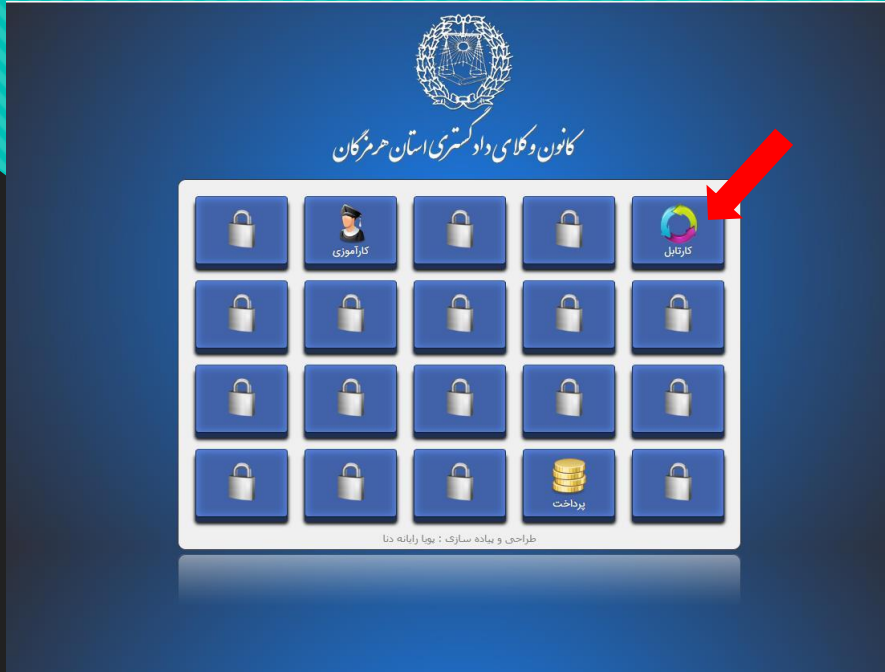 کانون وکلای دادگستری استان هرمزگان
کارتابل
کارآموزی
پرداخت
طراحی و پیاده سازی : پویا رایانه دنا